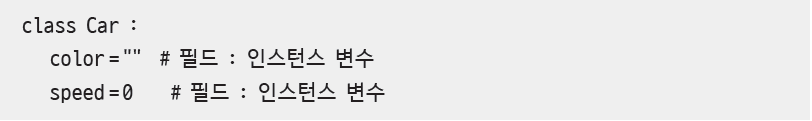 class Car :
color="" # 필드 : 인스턴스 변수
speed=0 # 필드 : 인스턴스 변수